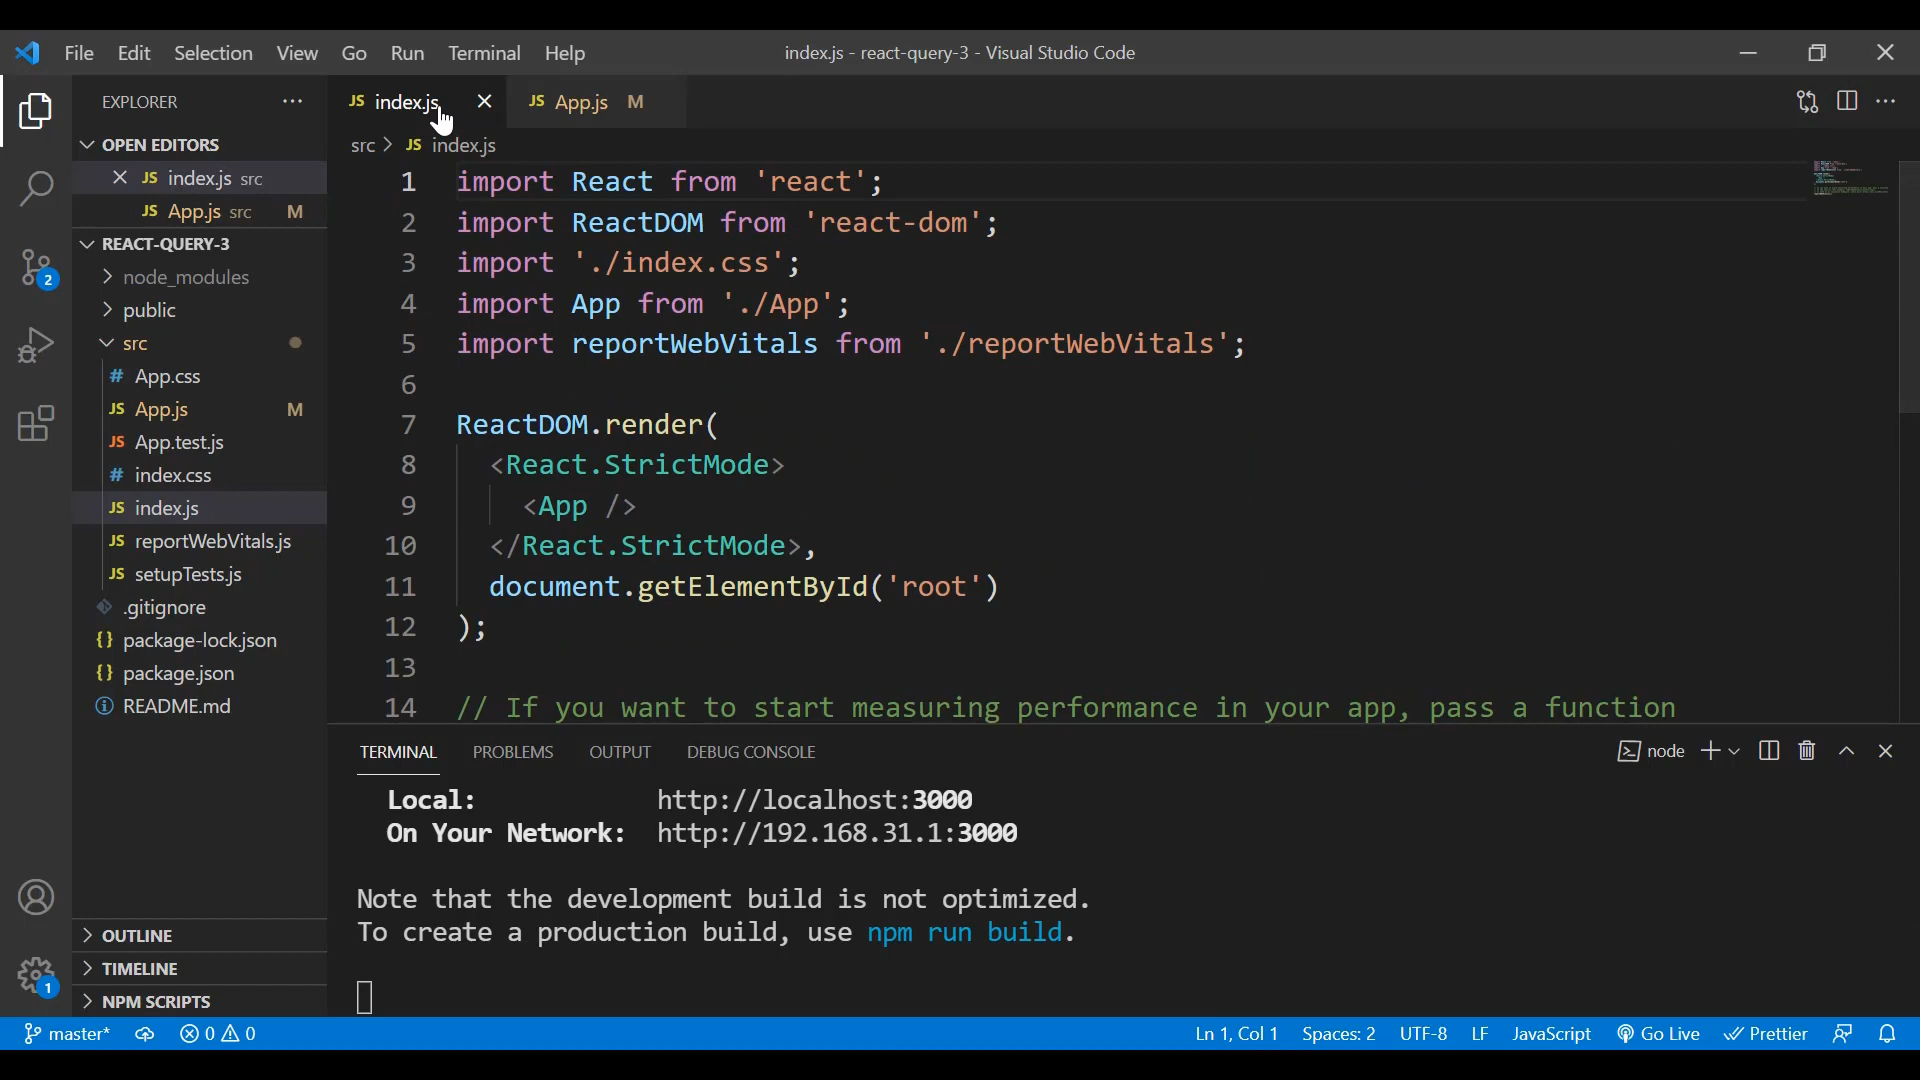 File Edit Selection View Go Run Terminal Help
index.js - react-query-3 - Visual Studio Code
EXPLORER
OPEN EDITORS
JS index.js src
JS App.js src M
REACT-QUERY-3
node_modules
public
src
# App.css
JS App.js M
JS App.test.js
# index.css
JS index.js
JS reportWebVitals.js
JS setupTests.js
.gitignore
{} package-lock.json
{} package.json
README.md
OUTLINE
TIMELINE
NPM SCRIPTS
2
1
JS index.js
JS App.js M
src > JS index.js
1 import React from 'react';
2 import ReactDOM from 'react-dom';
3 import './index.css';
4 import App from './App';
5 import reportWebVitals from './reportWebVitals';
6
7 ReactDOM.render(
8 <React.StrictMode>
9 <App />
10 </React.StrictMode>,
11 document.getElementById('root')
12 );
13
14 // If you want to start measuring performance in your app, pass a function
TERMINAL PROBLEMS OUTPUT DEBUG CONSOLE
node
Local: http://localhost:3000
On Your Network: http://192.168.31.1:3000
Note that the development build is not optimized.
To create a production build, use npm run build.
master* 0 0
Ln 1, Col 1 Spaces: 2 UTF-8 LF JavaScript Go Live Prettier